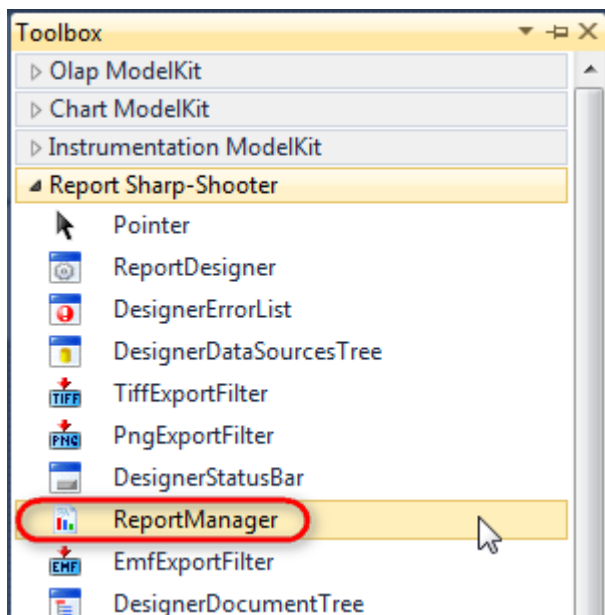 Toolbox
Olap ModelKit
Chart ModelKit
Instrumentation ModelKit
Report Sharp-Shooter
Pointer
ReportDesigner
DesignerErrorList
DesignerDataSourcesTree
TIFF TiffExportFilter
PNG PngExportFilter
DesignerStatusBar
ReportManager
EMF EmfExportFilter
DesignerDocumentTree